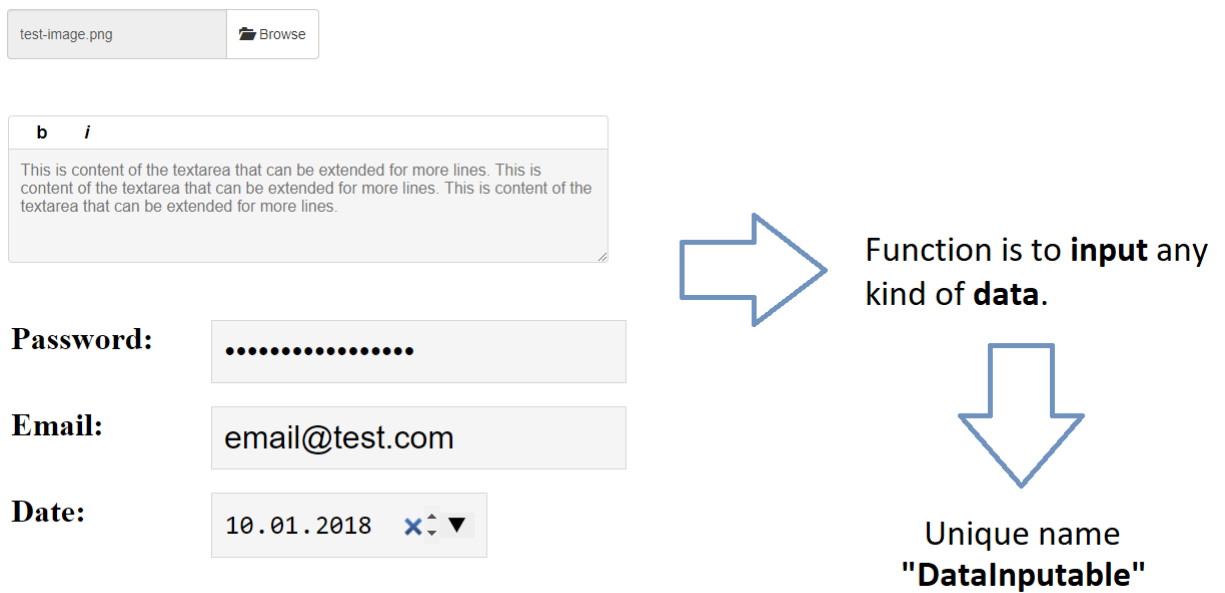 test-image.png Browse
b i
This is content of the textarea that can be extended for more lines. This is
content of the textarea that can be extended for more lines. This is content of the
textarea that can be extended for more lines.
Password: •••••••••••••••••
Email: email@test.com
Date: 10.01.2018
Function is to input any
kind of data.
Unique name
"DataInputable"